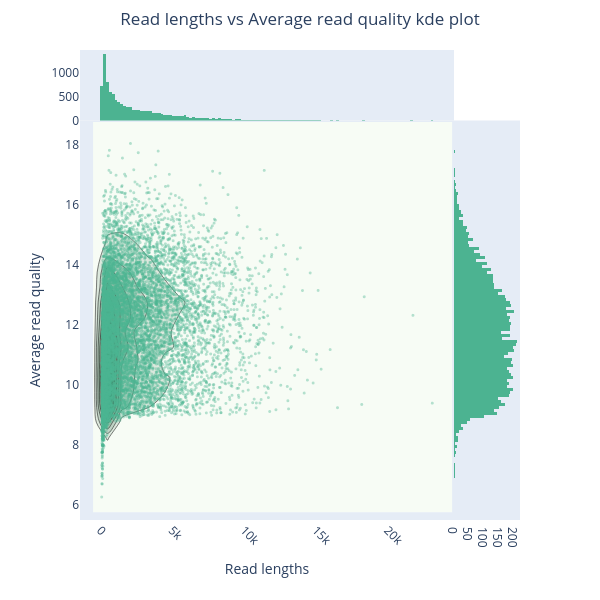 Read lengths vs Average read quality kde plot
1000
500
0
18
16
14
12
10
8
6
Average read quality
0
5k
10k
15k
20k
0
50
100
150
200
Read lengths